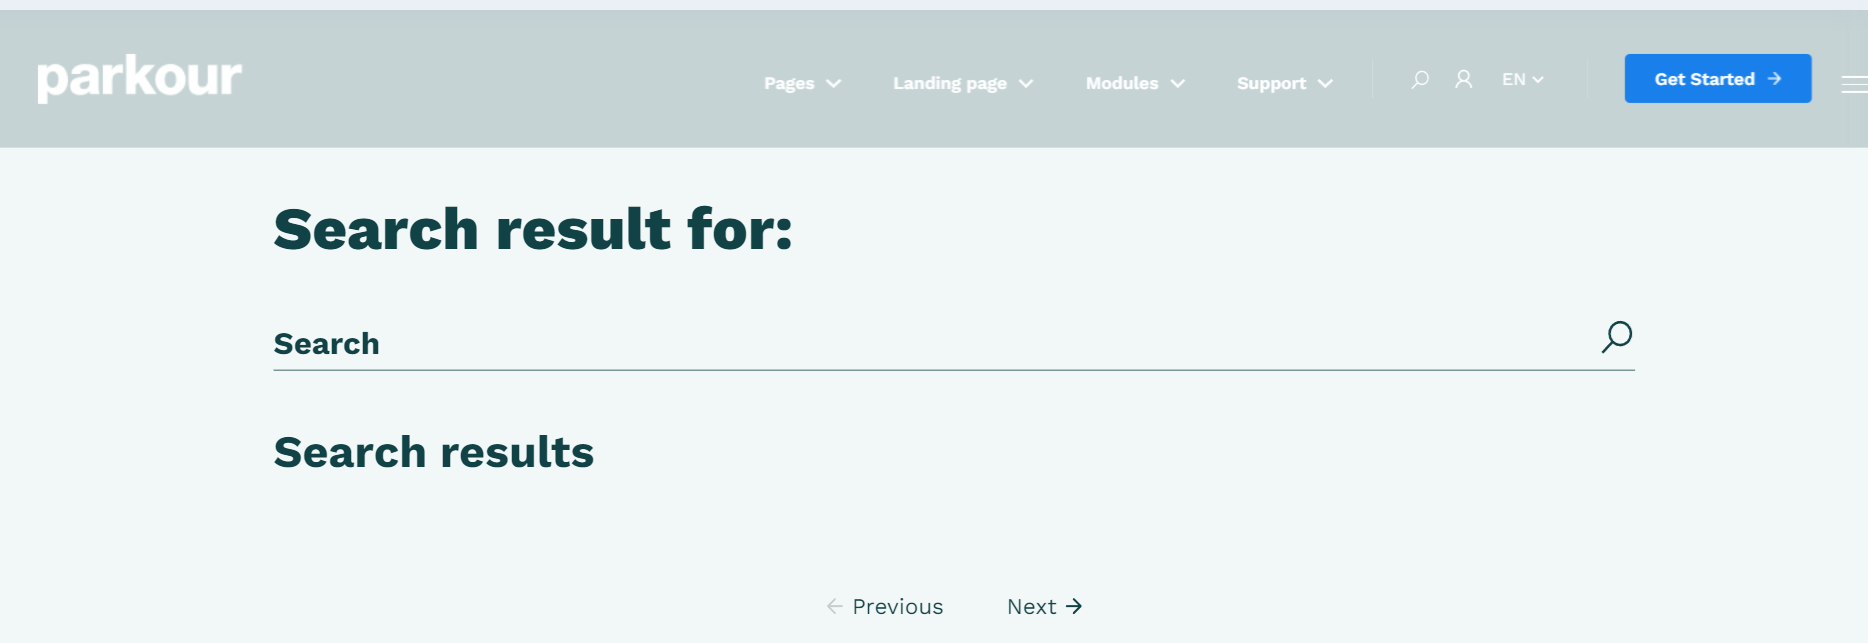 parkour
Pages Landing page Modules Support EN Get Started
Search result for:
Search
Search results
Previous Next